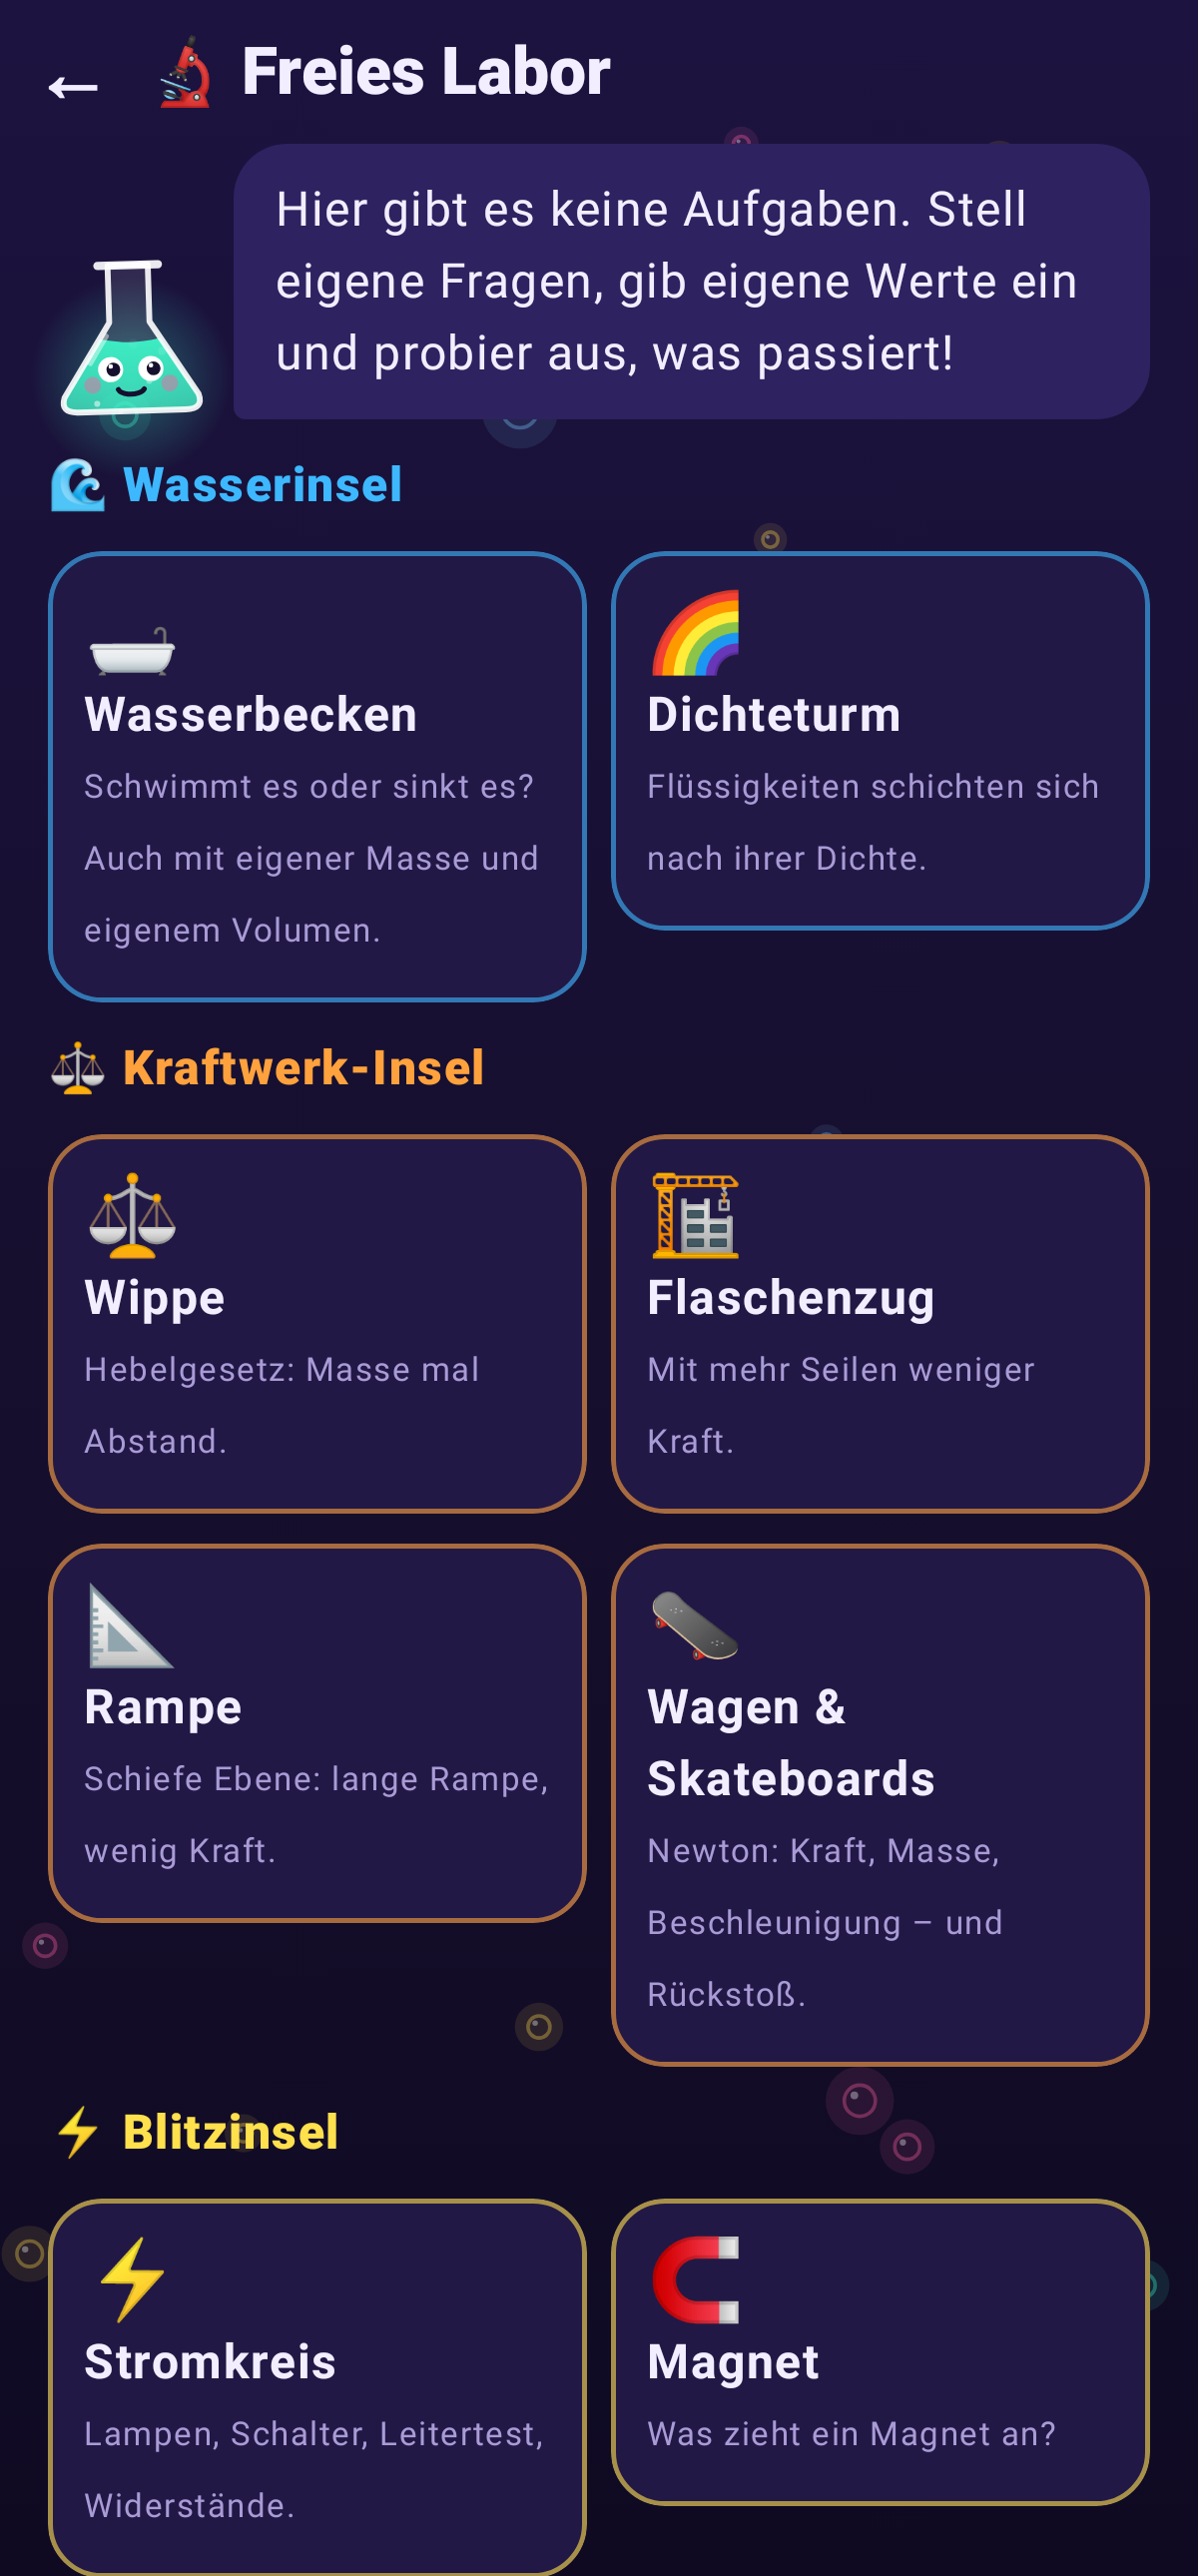 Freies Labor
Hier gibt es keine Aufgaben. Stell
eigene Fragen, gib eigene Werte ein
und probier aus, was passiert!
Wasserinsel
Wasserbecken
Schwimmt es oder sinkt es?
Auch mit eigener Masse und
eigenem Volumen.
Dichteturm
Flüssigkeiten schichten sich
nach ihrer Dichte.
Kraftwerk-Insel
Wippe
Hebelgesetz: Masse mal
Abstand.
Flaschenzug
Mit mehr Seilen weniger
Kraft.
Rampe
Schiefe Ebene: lange Rampe,
wenig Kraft.
Wagen &
Skateboards
Newton: Kraft, Masse,
Beschleunigung – und
Rückstoß.
Blitzinsel
Stromkreis
Lampen, Schalter, Leitertest,
Widerstände.
Magnet
Was zieht ein Magnet an?